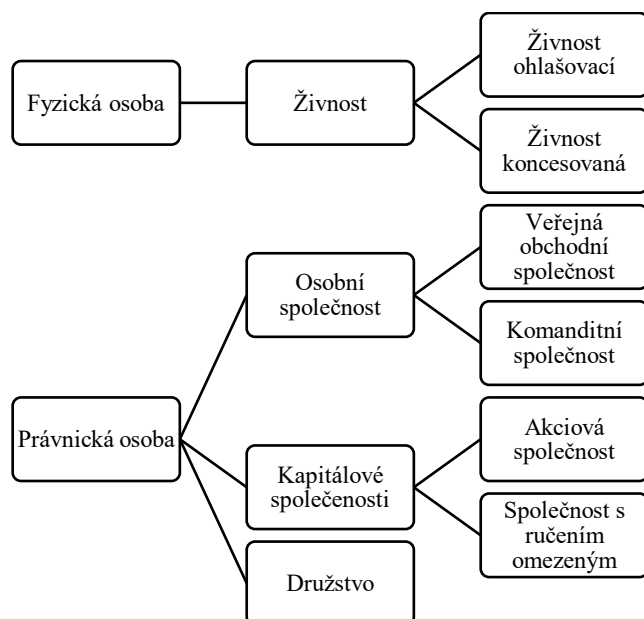 Fyzická osoba
Živnost
Živnost
ohlašovací
Živnost
koncesovaná
Právnická osoba
Osobní
společnost
Veřejná
obchodní
společnost
Komanditní
společnost
Kapitálové
společenosti
Akciová
společnost
Společnost s
ručením
omezeným
Družstvo